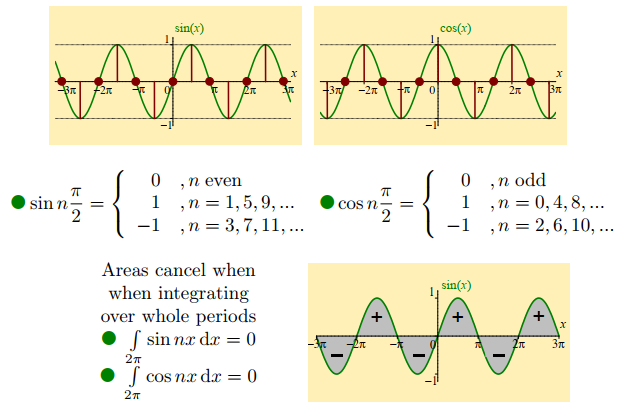 sin(x)
1
x
−3π −2π −π 0 π 2π 3π
−1
cos(x)
1
x
−3π −2π −π 0 π 2π 3π
−1
sin n π/2 = { 0 , n even
1 , n = 1, 5, 9, ...
−1 , n = 3, 7, 11, ...
cos n π/2 = { 0 , n odd
1 , n = 0, 4, 8, ...
−1 , n = 2, 6, 10, ...
Areas cancel when
when integrating
over whole periods
∫ sin nx dx = 0
2π
∫ cos nx dx = 0
2π
sin(x)
1
+ + +
x
−3π −2π −π 0 π 2π 3π
− − −
−1